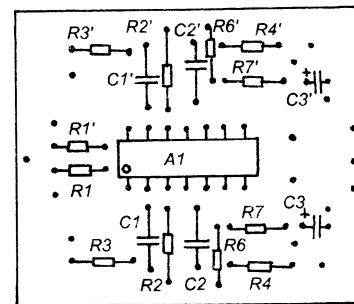 R3' R2' C2' R6' R4'
C1' R7' C3'
R1'
A1
R1
C1 R7 C3
R3 R6
R2 C2 R4